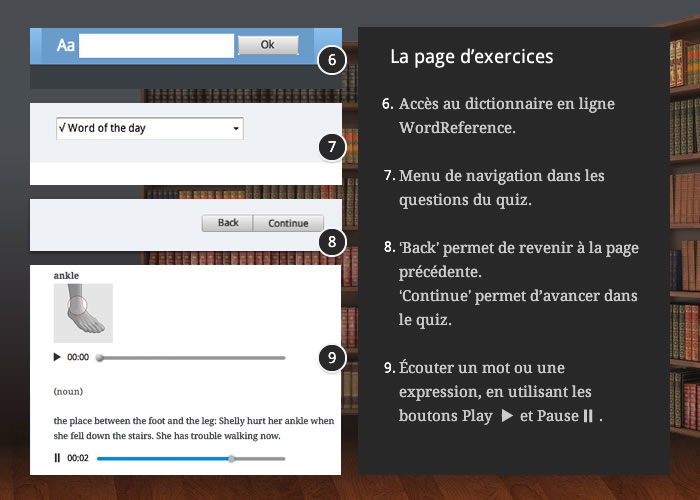 Aa Ok
6
√ Word of the day
7
Back Continue
8
ankle
00:00
9
(noun)
the place between the foot and the leg: Shelly hurt her ankle when
she fell down the stairs. She has trouble walking now.
00:02
La page d’exercices
6. Accès au dictionnaire en ligne
WordReference.
7. Menu de navigation dans les
questions du quiz.
8. ‘Back’ permet de revenir à la page
précédente.
‘Continue’ permet d’avancer dans
le quiz.
9. Écouter un mot ou une
expression, en utilisant les
boutons Play et Pause .